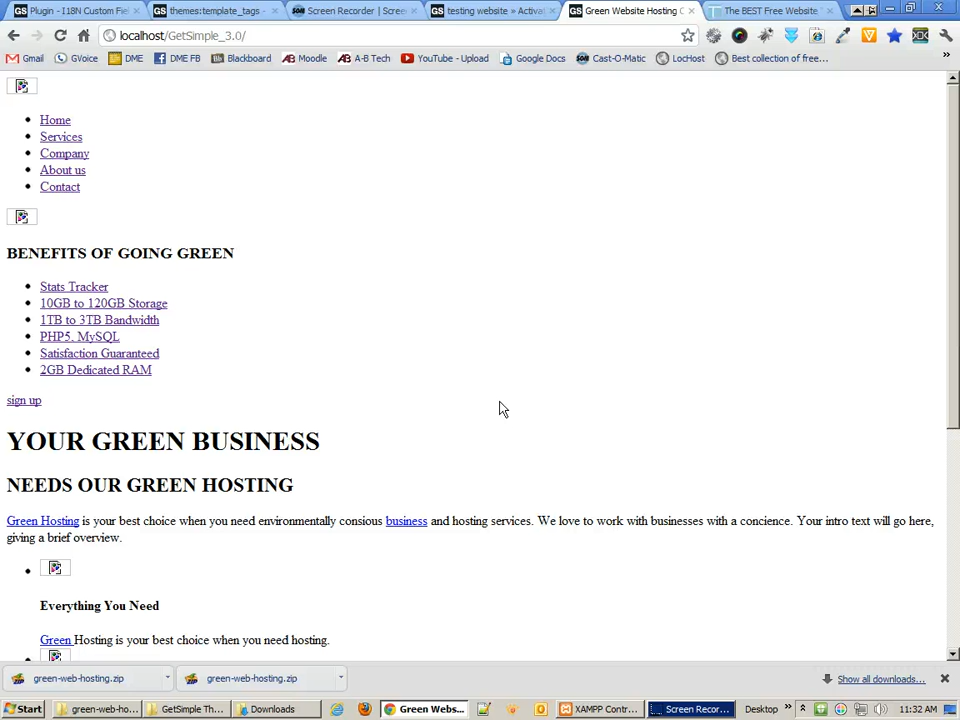 Plugin - I18N Custom Fiel
themes:template_tags
Screen Recorder | Scree
testing website » Activa
Green Website Hosting C
The BEST Free Website
localhost/GetSimple_3.0/
Gmail
GVoice
DME
DME FB
Blackboard
Moodle
A-B Tech
YouTube - Upload
Google Docs
Cast-O-Matic
LocHost
Best collection of free...
»
Home
Services
Company
About us
Contact
BENEFITS OF GOING GREEN
Stats Tracker
10GB to 120GB Storage
1TB to 3TB Bandwidth
PHP5, MySQL
Satisfaction Guaranteed
2GB Dedicated RAM
sign up
YOUR GREEN BUSINESS
NEEDS OUR GREEN HOSTING
Green Hosting is your best choice when you need environmentally consious business and hosting services. We love to work with businesses with a concience. Your intro text will go here,
giving a brief overview.
Everything You Need
Green Hosting is your best choice when you need hosting.
green-web-hosting.zip
green-web-hosting.zip
Show all downloads...
Start
green-web-ho...
GetSimple Th...
Downloads
Green Webs...
XAMPP Contr...
Screen Recor...
Desktop
»
11:32 AM